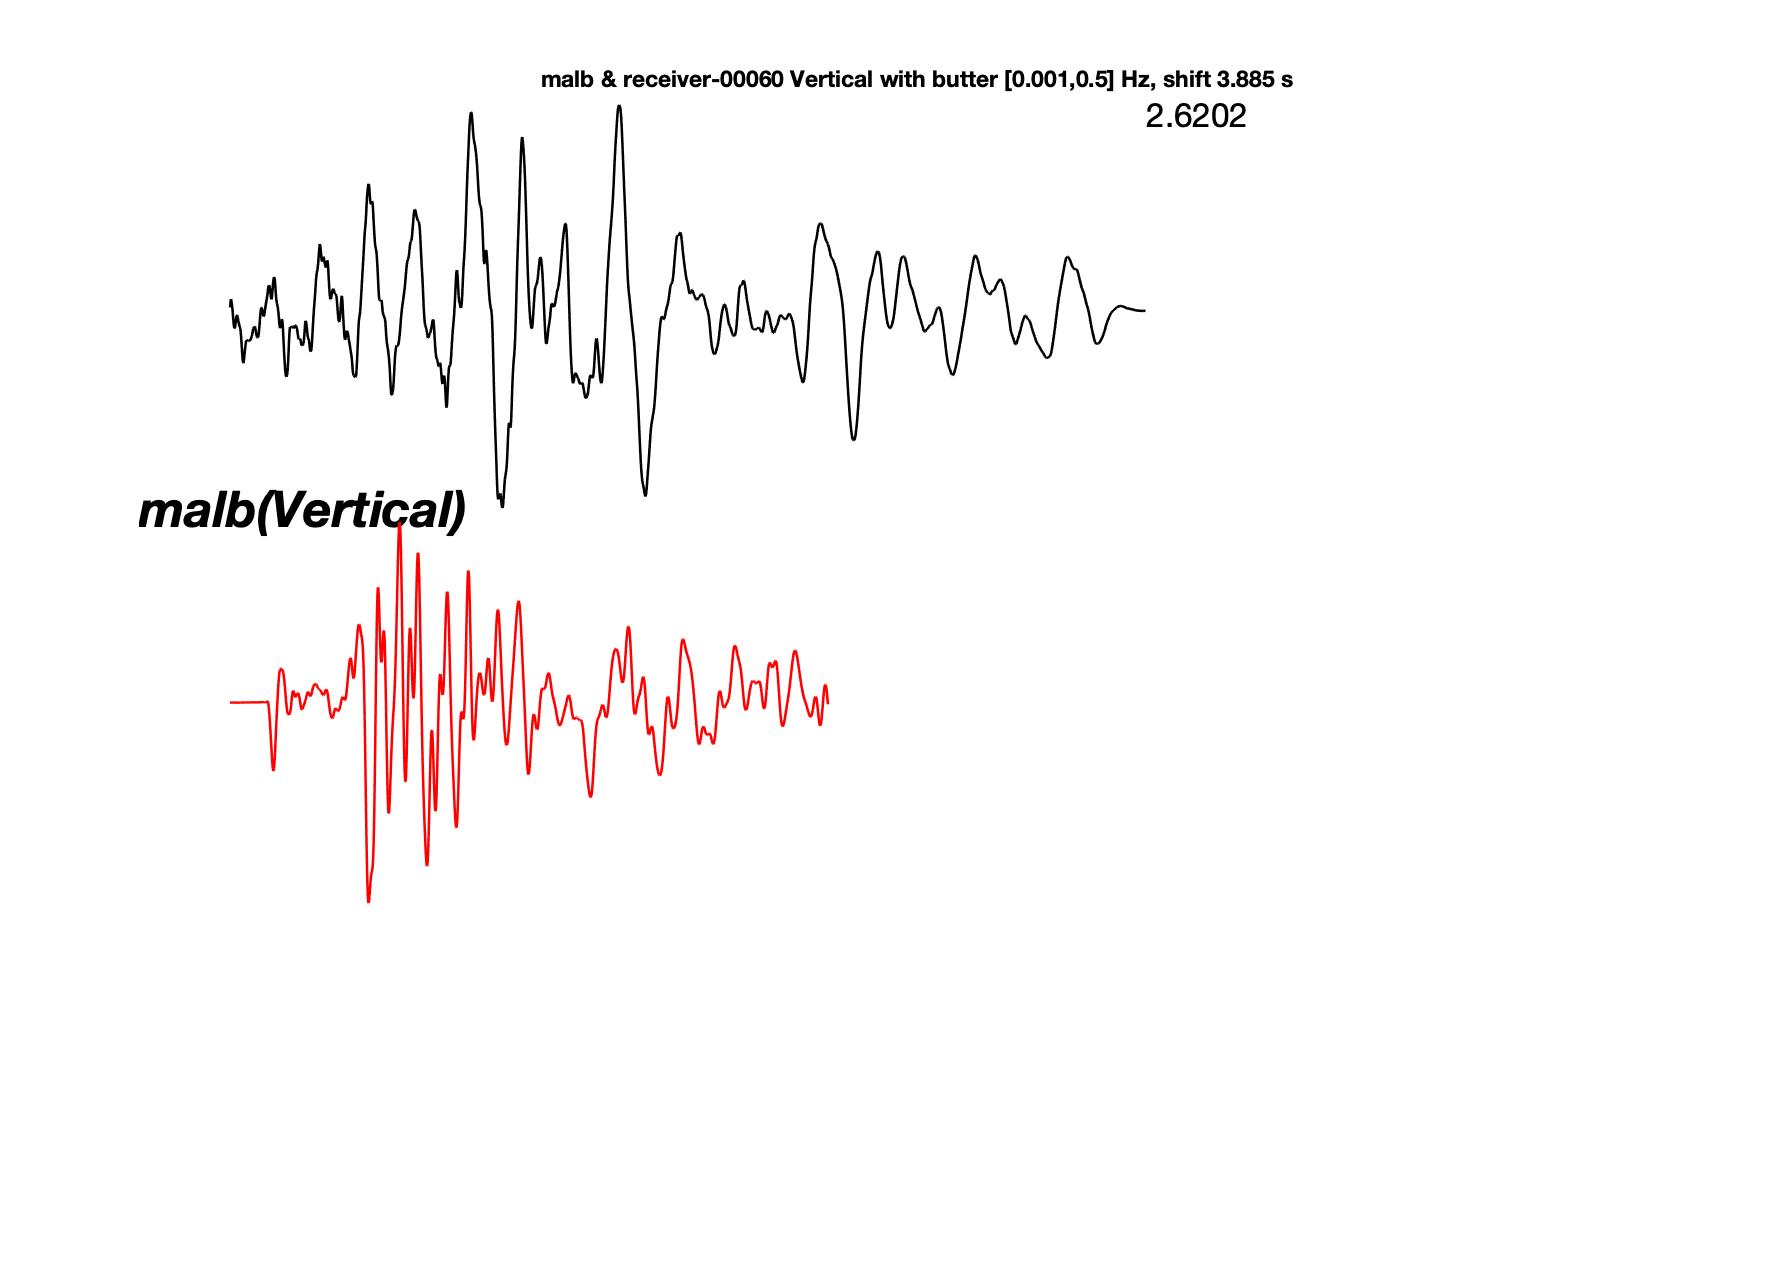 malb & receiver-00060 Vertical with butter [0.001,0.5] Hz, shift 3.885 s
2.6202
malb(Vertical)